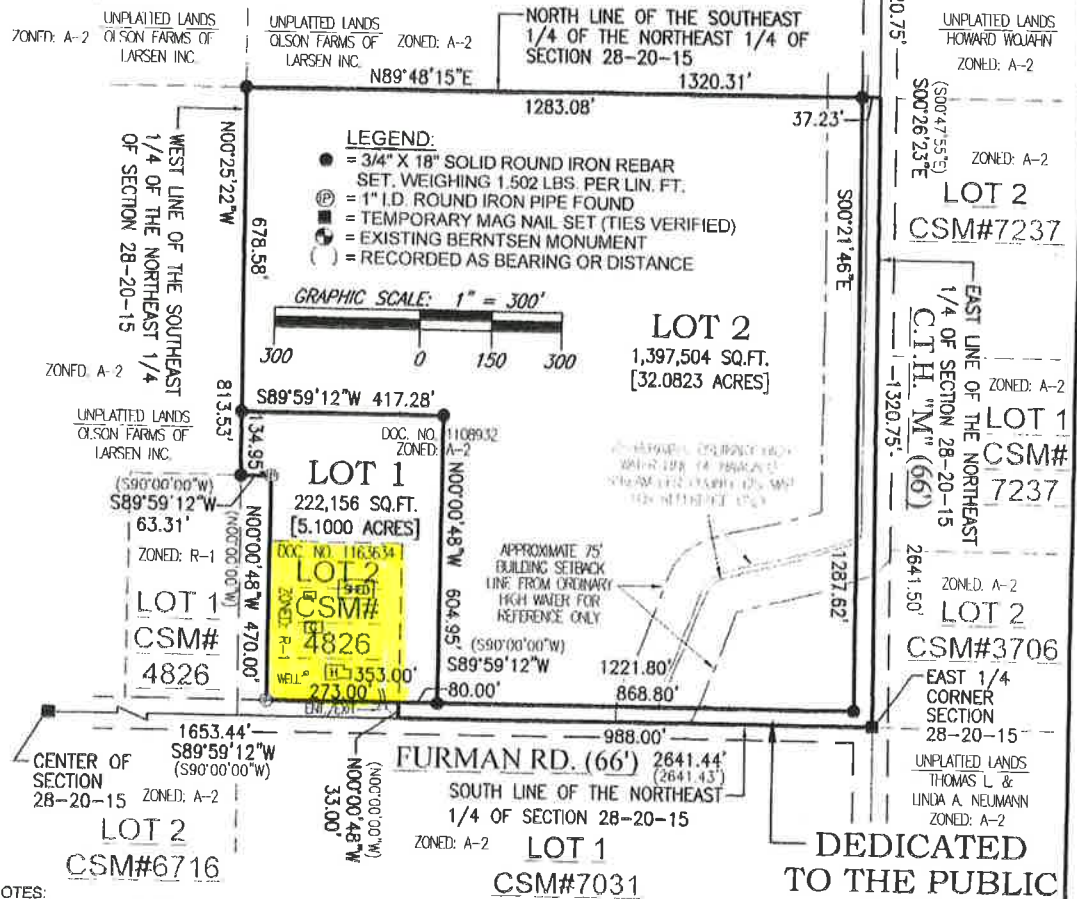 UNPLATTED LANDS
OLSON FARMS OF
LARSEN INC.
ZONED: A-2
UNPLATTED LANDS
OLSON FARMS OF
LARSEN INC.
ZONED: A-2
NORTH LINE OF THE SOUTHEAST
1/4 OF THE NORTHEAST 1/4 OF
SECTION 28-20-15
N89°48'15"E
1320.31'
1283.08'
37.23'
20.75'
UNPLATTED LANDS
HOWARD WOJAHN
ZONED: A-2
(S00°47'55"E)
S00°26'23"E
ZONED: A-2
LOT 2
CSM#7237
WEST LINE OF THE SOUTHEAST
1/4 OF THE NORTHEAST 1/4
OF SECTION 28-20-15
N00°25'22"W
678.58'
LEGEND:
= 3/4" X 18" SOLID ROUND IRON REBAR
SET, WEIGHING 1.502 LBS. PER LIN. FT.
(P) = 1" I.D. ROUND IRON PIPE FOUND
= TEMPORARY MAG NAIL SET (TIES VERIFIED)
= EXISTING BERNTSEN MONUMENT
( ) = RECORDED AS BEARING OR DISTANCE
GRAPHIC SCALE: 1" = 300'
300 0 150 300
S00°21'46"E
LOT 2
1,397,504 SQ.FT.
[32.0823 ACRES]
EAST LINE OF THE NORTHEAST
1/4 OF SECTION 28-20-15
C.T.H. "M" (66')
1320.75'
ZONED: A-2
LOT 1
CSM#
7237
ZONED: A-2
813.53'
S89°59'12"W 417.28'
134.95'
UNPLATTED LANDS
OLSON FARMS OF
LARSEN INC.
DOC. NO. 1108932
ZONED: A-2
LOT 1
222,156 SQ.FT.
[5.1000 ACRES]
(S90°00'00"W)
S89°59'12"W
63.31'
ZONED: R-1
LOT 1
CSM#
4826
N00°00'48"W 470.00'
(N00°00'00"W)
DOC. NO. 1163634
LOT 2
SHED
CSM#
4826
ZONED: R-1
G
WELL
H
353.00'
273.00'
ENT/EXIT
N00°00'48"W 604.95'
APPROXIMATE 75'
BUILDING SETBACK
LINE FROM ORDINARY
HIGH WATER FOR
REFERENCE ONLY
(S90°00'00"W)
S89°59'12"W
80.00'
1221.80'
868.80'
1287.62'
2641.50'
ZONED: A-2
LOT 2
CSM#3706
EAST 1/4
CORNER
SECTION
28-20-15
CENTER OF
SECTION
28-20-15
1653.44'
S89°59'12"W
(S90°00'00"W)
988.00'
FURMAN RD. (66')
2641.44'
(2641.43')
SOUTH LINE OF THE NORTHEAST
1/4 OF SECTION 28-20-15
(N00°00'00"W)
N00°00'48"W
33.00'
UNPLATTED LANDS
THOMAS L. &
LINDA A. NEUMANN
ZONED: A-2
ZONED: A-2
LOT 2
CSM#6716
ZONED: A-2
LOT 1
CSM#7031
DEDICATED
TO THE PUBLIC
OTES: